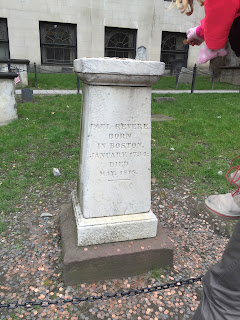 PAUL REVERE.
BORN
IN BOSTON,
JANUARY, 1734.
DIED
MAY, 1818.